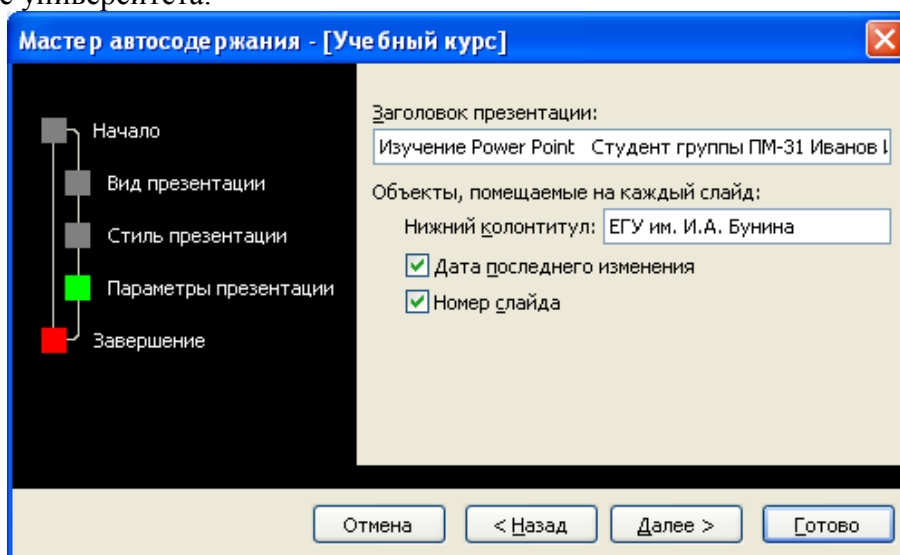 с университета.
Мастер автосодержания - [Учебный курс]
Начало
Вид презентации
Стиль презентации
Параметры презентации
Завершение
Заголовок презентации:
Изучение Power Point Студент группы ПМ-31 Иванов
Объекты, помещаемые на каждый слайд:
Нижний колонтитул: ЕГУ им. И.А. Бунина
Дата последнего изменения
Номер слайда
Отмена < Назад Далее > Готово